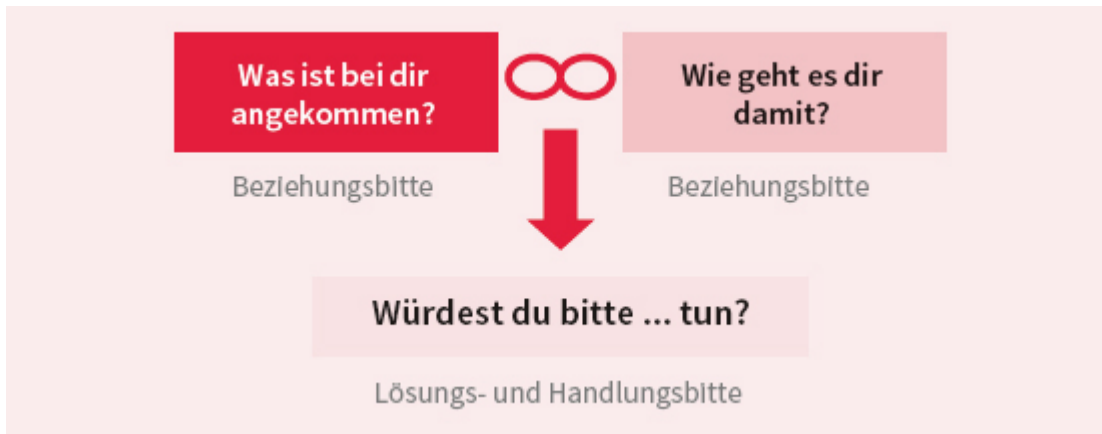 Was ist bei dir
angekommen?
Wie geht es dir
damit?
Beziehungsbitte
Beziehungsbitte
Würdest du bitte ... tun?
Lösungs- und Handlungsbitte